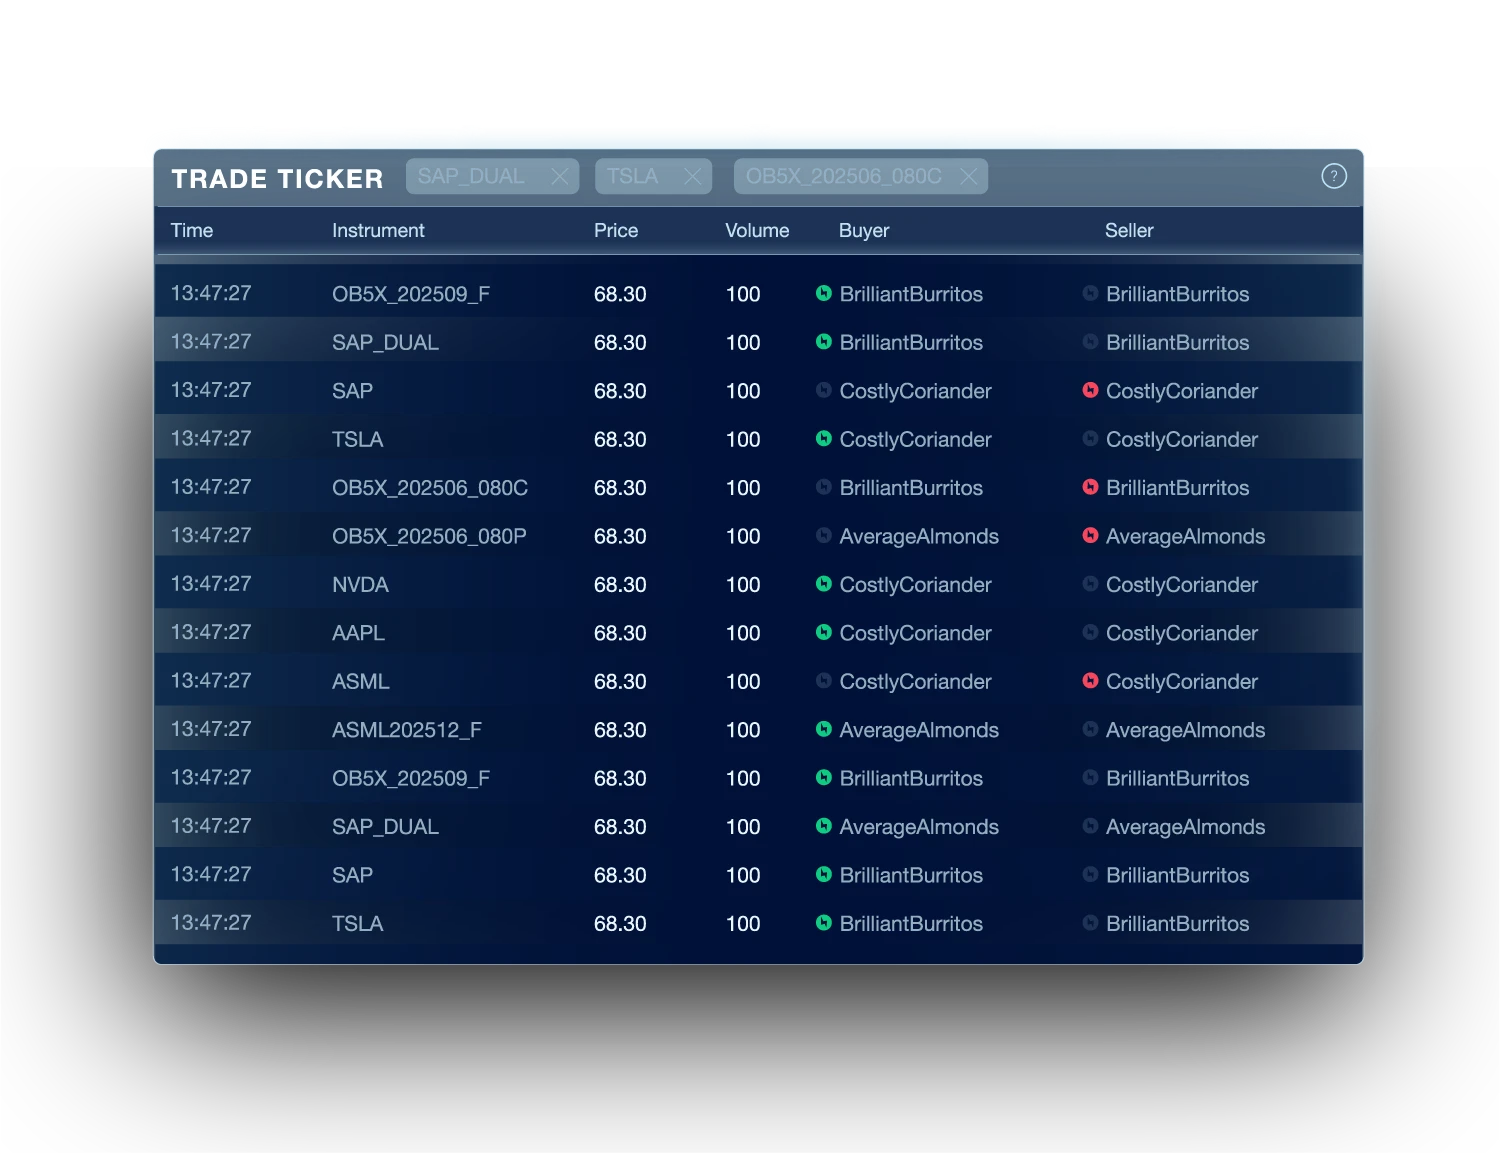 TRADE TICKER SAP_DUAL TSLA OB5X_202506_080C ?
Time Instrument Price Volume Buyer Seller
13:47:27 OB5X_202509_F 68.30 100 BrilliantBurritos BrilliantBurritos
13:47:27 SAP_DUAL 68.30 100 BrilliantBurritos BrilliantBurritos
13:47:27 SAP 68.30 100 CostlyCoriander CostlyCoriander
13:47:27 TSLA 68.30 100 CostlyCoriander CostlyCoriander
13:47:27 OB5X_202506_080C 68.30 100 BrilliantBurritos BrilliantBurritos
13:47:27 OB5X_202506_080P 68.30 100 AverageAlmonds AverageAlmonds
13:47:27 NVDA 68.30 100 CostlyCoriander CostlyCoriander
13:47:27 AAPL 68.30 100 CostlyCoriander CostlyCoriander
13:47:27 ASML 68.30 100 CostlyCoriander CostlyCoriander
13:47:27 ASML202512_F 68.30 100 AverageAlmonds AverageAlmonds
13:47:27 OB5X_202509_F 68.30 100 BrilliantBurritos BrilliantBurritos
13:47:27 SAP_DUAL 68.30 100 AverageAlmonds AverageAlmonds
13:47:27 SAP 68.30 100 BrilliantBurritos BrilliantBurritos
13:47:27 TSLA 68.30 100 BrilliantBurritos BrilliantBurritos